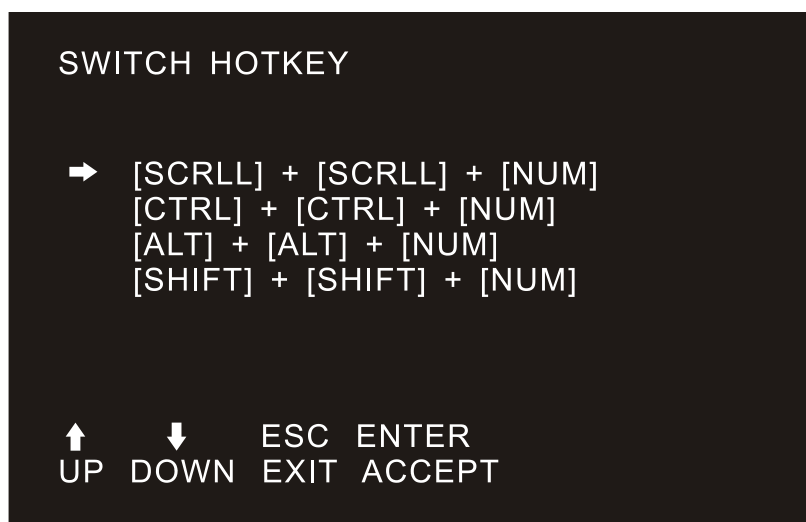 SWITCH HOTKEY
➡ [SCRLL] + [SCRLL] + [NUM]
[CTRL] + [CTRL] + [NUM]
[ALT] + [ALT] + [NUM]
[SHIFT] + [SHIFT] + [NUM]
⬆ ⬇ ESC ENTER
UP DOWN EXIT ACCEPT